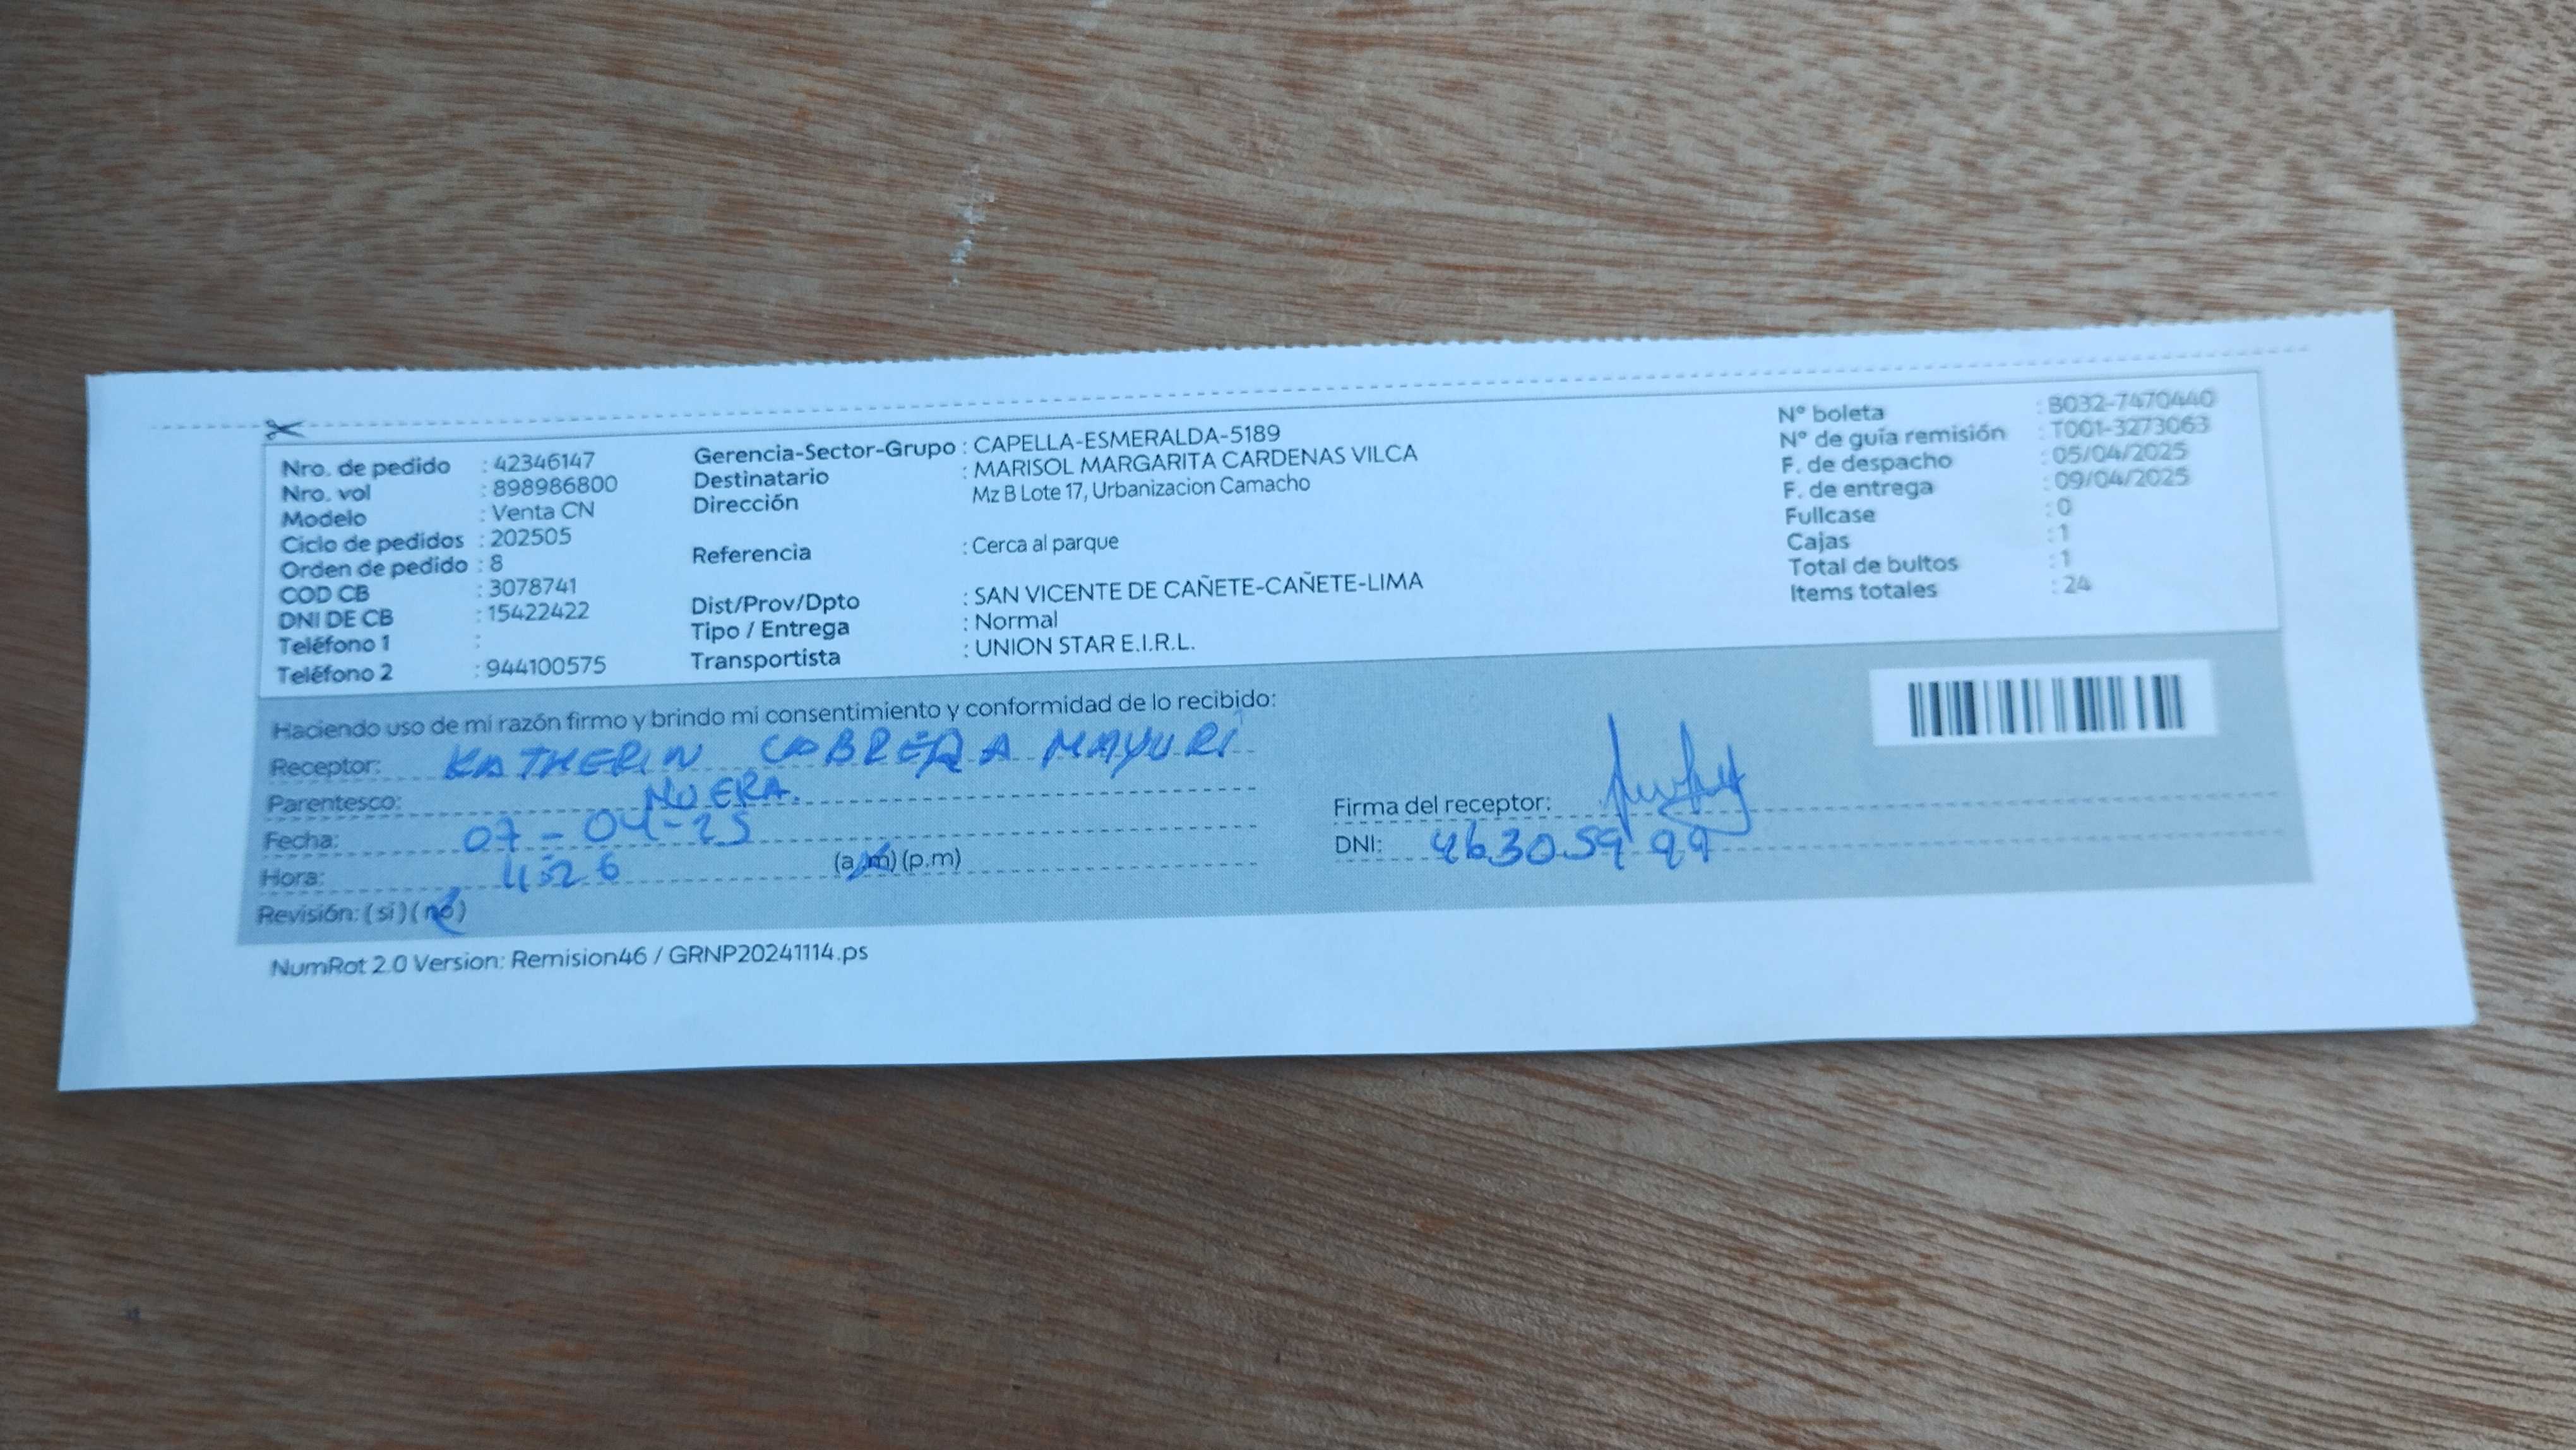 Nro. de pedido : 42346147
Nro. vol : 898986800
Modelo : Venta CN
Ciclo de pedidos : 202505
Orden de pedido : 8
COD CB : 3078741
DNI DE CB : 15422422
Teléfono 1 :
Teléfono 2 : 944100575
Gerencia-Sector-Grupo : CAPELLA-ESMERALDA-5189
Destinatario : MARISOL MARGARITA CARDENAS VILCA
Dirección Mz B Lote 17, Urbanizacion Camacho
Referencia : Cerca al parque
Dist/Prov/Dpto : SAN VICENTE DE CAÑETE-CAÑETE-LIMA
Tipo / Entrega : Normal
Transportista : UNION STAR E.I.R.L.
N° boleta : B032-7470440
N° de guía remisión : T001-3273063
F. de despacho : 05/04/2025
F. de entrega : 09/04/2025
Fullcase : 0
Cajas : 1
Total de bultos : 1
Items totales : 24
Haciendo uso de mi razón firmo y brindo mi consentimiento y conformidad de lo recibido:
Receptor: KATHERIN CABRERA MAYURI
Parentesco: NUERA.
Fecha: 07-04-25
Hora: (a.m) (p.m)
Revisión: (si) (no)
Firma del receptor:
DNI: 46305999
NumRot 2.0 Version: Remision46 / GRNP20241114.ps